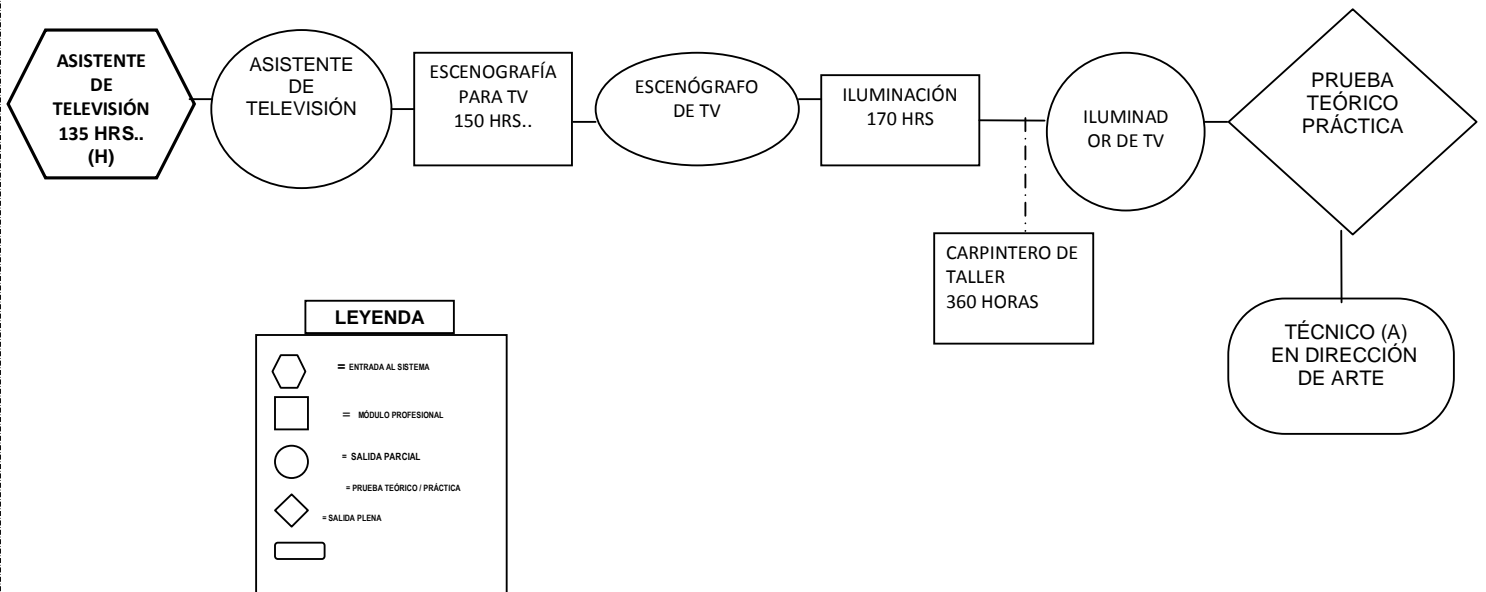 ASISTENTE
DE
TELEVISIÓN
135 HRS..
(H)
ASISTENTE
DE
TELEVISIÓN
ESCENOGRAFÍA
PARA TV
150 HRS..
ESCENÓGRAFO
DE TV
ILUMINACIÓN
170 HRS
ILUMINAD
OR DE TV
PRUEBA
TEÓRICO
PRÁCTICA
CARPINTERO DE
TALLER
360 HORAS
TÉCNICO (A)
EN DIRECCIÓN
DE ARTE
LEYENDA
= ENTRADA AL SISTEMA
= MÓDULO PROFESIONAL
= SALIDA PARCIAL
= PRUEBA TEÓRICO / PRÁCTICA
= SALIDA PLENA